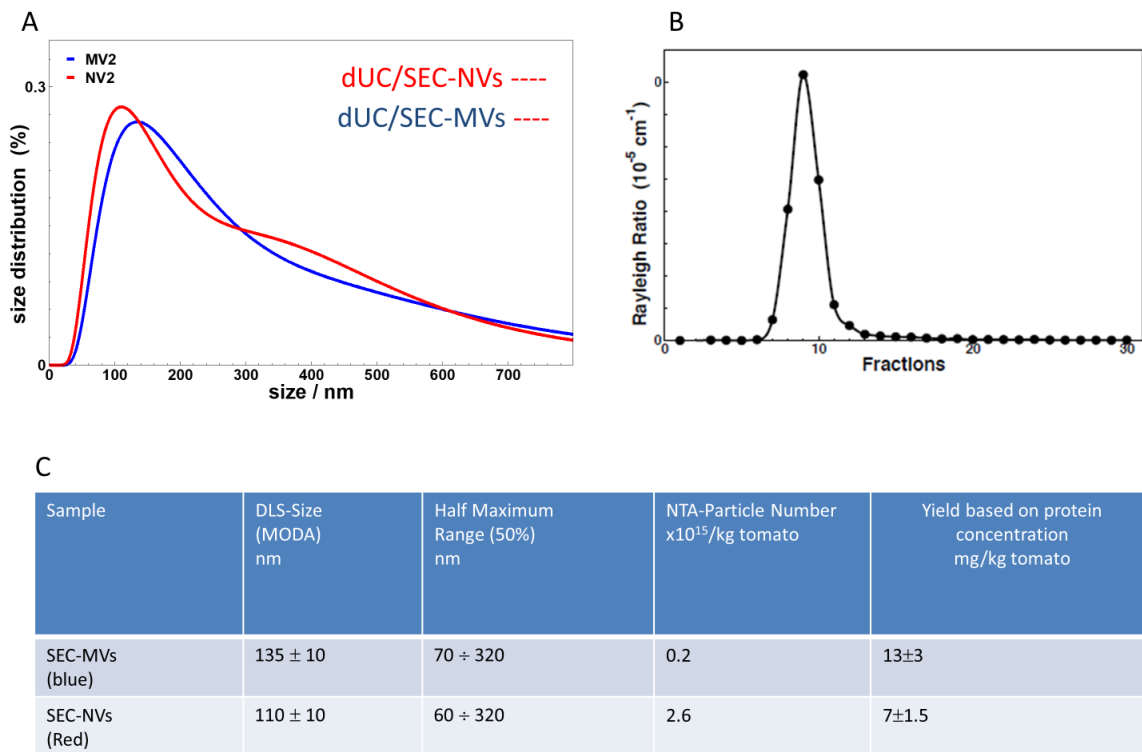 A
MV2
NV2
dUC/SEC-NVs ----
dUC/SEC-MVs ----
0.3
0
size distribution (%)
0 100 200 300 400 500 600 700
size / nm
B
0
0
Rayleigh Ratio (10⁻⁵ cm⁻¹)
0 10 20 30
Fractions
C
Sample
DLS-Size
(MODA)
nm
Half Maximum
Range (50%)
nm
NTA-Particle Number
x10¹⁵/kg tomato
Yield based on protein
concentration
mg/kg tomato
SEC-MVs
(blue)
135 ± 10
70 ÷ 320
0.2
13±3
SEC-NVs
(Red)
110 ± 10
60 ÷ 320
2.6
7±1.5